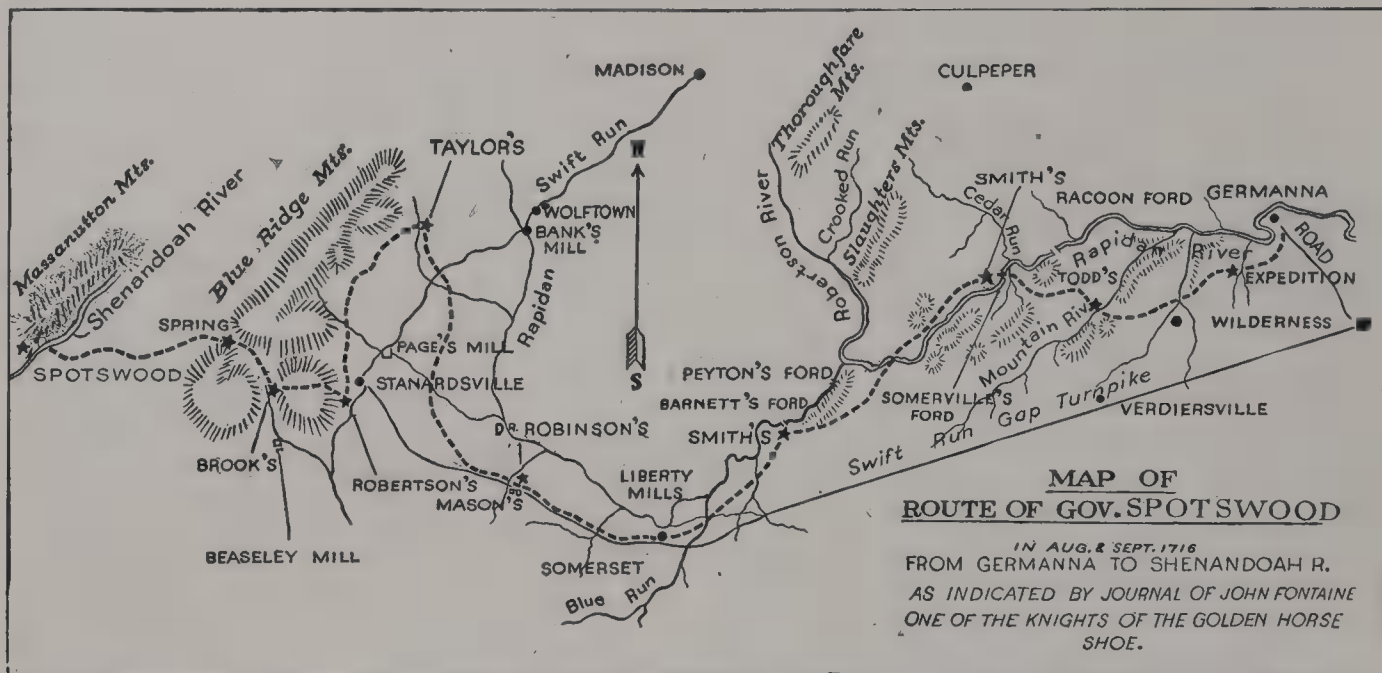 MADISON
CULPEPER
Thoroughfare
Mts.
TAYLOR'S
Swift Run
Crooked Run
Slaughters Mts.
Massanutton Mts.
Shenandoah River
Blue Ridge Mts.
WOLFTOWN
BANK'S
MILL
Robertson River
Cedar Run
SMITH'S
RACOON FORD
GERMANNA
ROAD
Rapidan
River
TODD'S
EXPEDITION
SPRING
SPOTSWOOD
PAGE'S MILL
Rapidan
S
STANARDSVILLE
PEYTON'S FORD
BARNETT'S FORD
SOMERVILLE'S
FORD
Mountain River
WILDERNESS
VERDIERSVILLE
Swift Run Gap Turnpike
BROOK'S
ROBERTSON'S
MASON'S
DR. ROBINSON'S
SMITH'S
LIBERTY
MILLS
BEASELEY MILL
SOMERSET
Blue Run
MAP OF
ROUTE OF GOV. SPOTSWOOD
IN AUG. & SEPT. 1716
FROM GERMANNA TO SHENANDOAH R.
AS INDICATED BY JOURNAL OF JOHN FONTAINE
ONE OF THE KNIGHTS OF THE GOLDEN HORSE
SHOE.